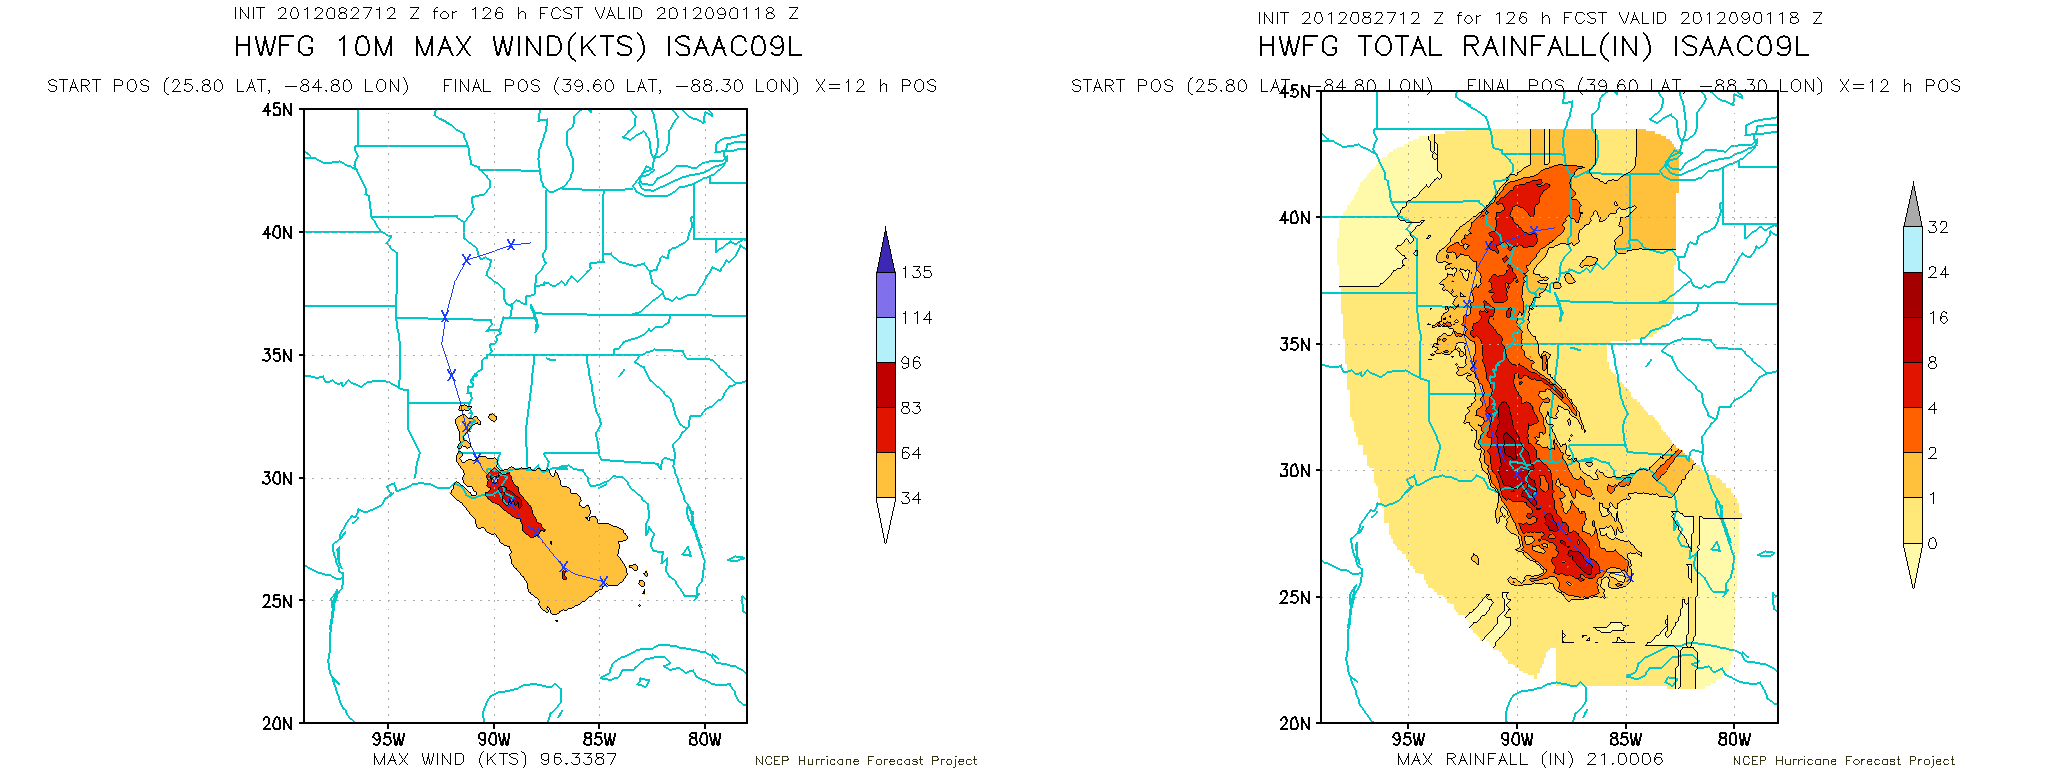 INIT 2012082712 Z for 126 h FCST VALID 2012090118 Z
HWFG 10M MAX WIND(KTS) ISAAC09L
START POS (25.80 LAT, −84.80 LON) FINAL POS (39.60 LAT, −88.30 LON) X=12 h POS
45N
40N
35N
30N
25N
20N
95W 90W 85W 80W
135
114
96
83
64
34
MAX WIND (KTS) 96.3387
NCEP Hurricane Forecast Project
INIT 2012082712 Z for 126 h FCST VALID 2012090118 Z
HWFG TOTAL RAINFALL(IN) ISAAC09L
START POS (25.80 LAT, −84.80 LON) FINAL POS (39.60 LAT, −88.30 LON) X=12 h POS
45N
40N
35N
30N
25N
20N
95W 90W 85W 80W
32
24
16
8
4
2
1
0
MAX RAINFALL (IN) 21.0006
NCEP Hurricane Forecast Project